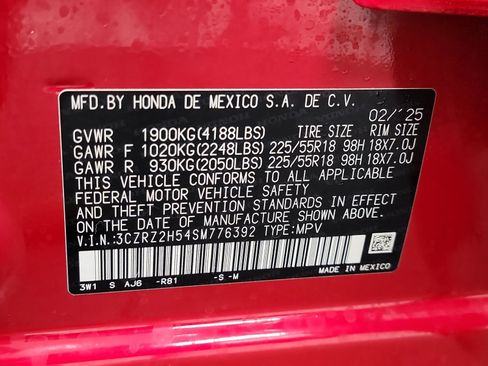 MFD.BY HONDA DE MEXICO S.A. DE C.V.
02/'25
GVWR 1900KG(4188LBS) TIRE SIZE RIM SIZE
GAWR F 1020KG(2248LBS) 225/55R18 98H 18X7.0J
GAWR R 930KG(2050LBS) 225/55R18 98H 18X7.0J
THIS VEHICLE CONFORMS TO ALL APPLICABLE
FEDERAL MOTOR VEHICLE SAFETY
AND THEFT PREVENTION STANDARDS IN EFFECT
ON THE DATE OF MANUFACTURE SHOWN ABOVE.
V.I.N.:3CZRZ2H54SM776392 TYPE:MPV
3W1 S AJ6 -R81 -S -M
MADE IN MEXICO